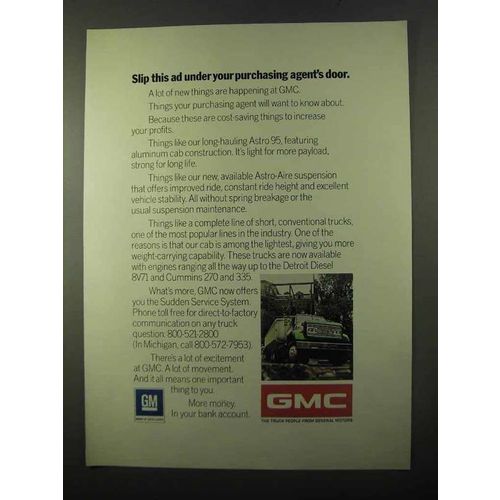 Slip this ad under your purchasing agent's door.
A lot of new things are happening at GMC.
Things your purchasing agent will want to know about.
Because these are cost-saving things to increase
your profits.
Things like our long-hauling Astro 95, featuring
aluminum cab construction. It's light for more payload,
strong for long life.
Things like our new, available Astro-Aire suspension
that offers improved ride, constant ride height and excellent
vehicle stability. All without spring breakage or the
usual suspension maintenance.
Things like a complete line of short, conventional trucks,
one of the most popular lines in the industry. One of the
reasons is that our cab is among the lightest, giving you more
weight-carrying capability. These trucks are now available
with engines ranging all the way up to the Detroit Diesel
8V71 and Cummins 270 and 335.
What's more, GMC now offers
you the Sudden Service System.
Phone toll free for direct-to-factory
communication on any truck
question: 800-521-2800
(In Michigan, call 800-572-7953).
There's a lot of excitement
at GMC. A lot of movement.
And it all means one important
thing to you.
More money.
In your bank account.
GM
GMC
THE TRUCK PEOPLE FROM GENERAL MOTORS